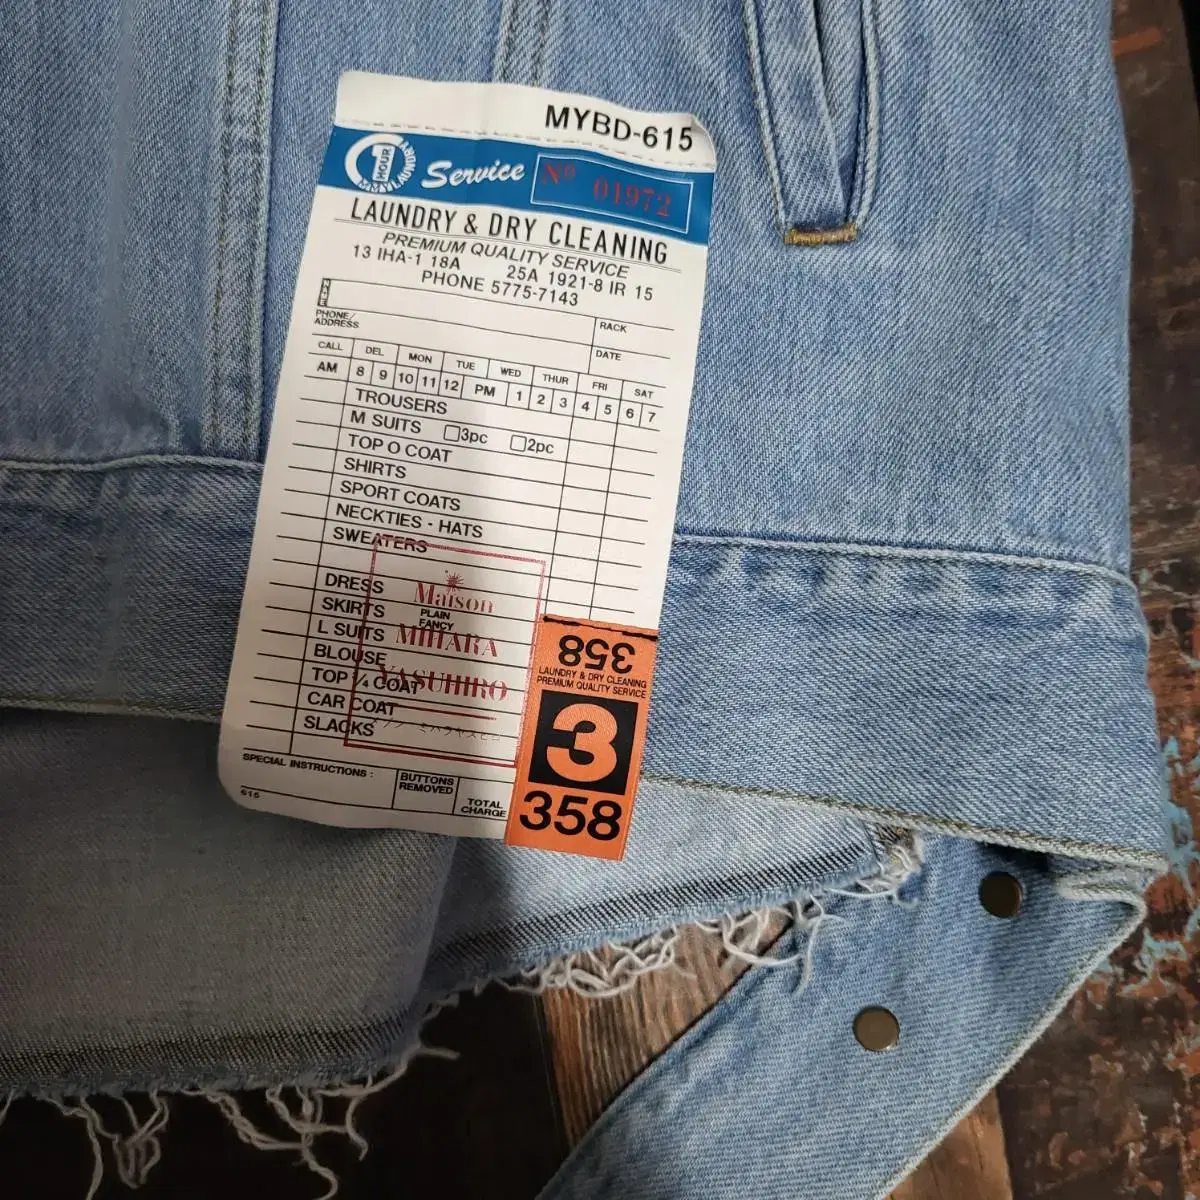 MYBD-615
1 HOUR MMY LAUNDRY Service Nº 01972
LAUNDRY & DRY CLEANING
PREMIUM QUALITY SERVICE
13 IHA-1 18A 25A 1921-8 IR 15
PHONE 5775-7143
NAME
PHONE/
ADDRESS
RACK
DATE
CALL DEL MON TUE WED THUR FRI SAT
AM 8 9 10 11 12 PM 1 2 3 4 5 6 7
TROUSERS
M SUITS 3pc 2pc
TOP O COAT
SHIRTS
SPORT COATS
NECKTIES - HATS
SWEATERS
DRESS PLAIN
SKIRTS FANCY
L SUITS
BLOUSE
TOP ¾ COAT
CAR COAT
SLACKS
Maison
MIHARA
YASUHIRO
SPECIAL INSTRUCTIONS :
BUTTONS
REMOVED
TOTAL
CHARGE
615
358
LAUNDRY & DRY CLEANING
PREMIUM QUALITY SERVICE
3
358